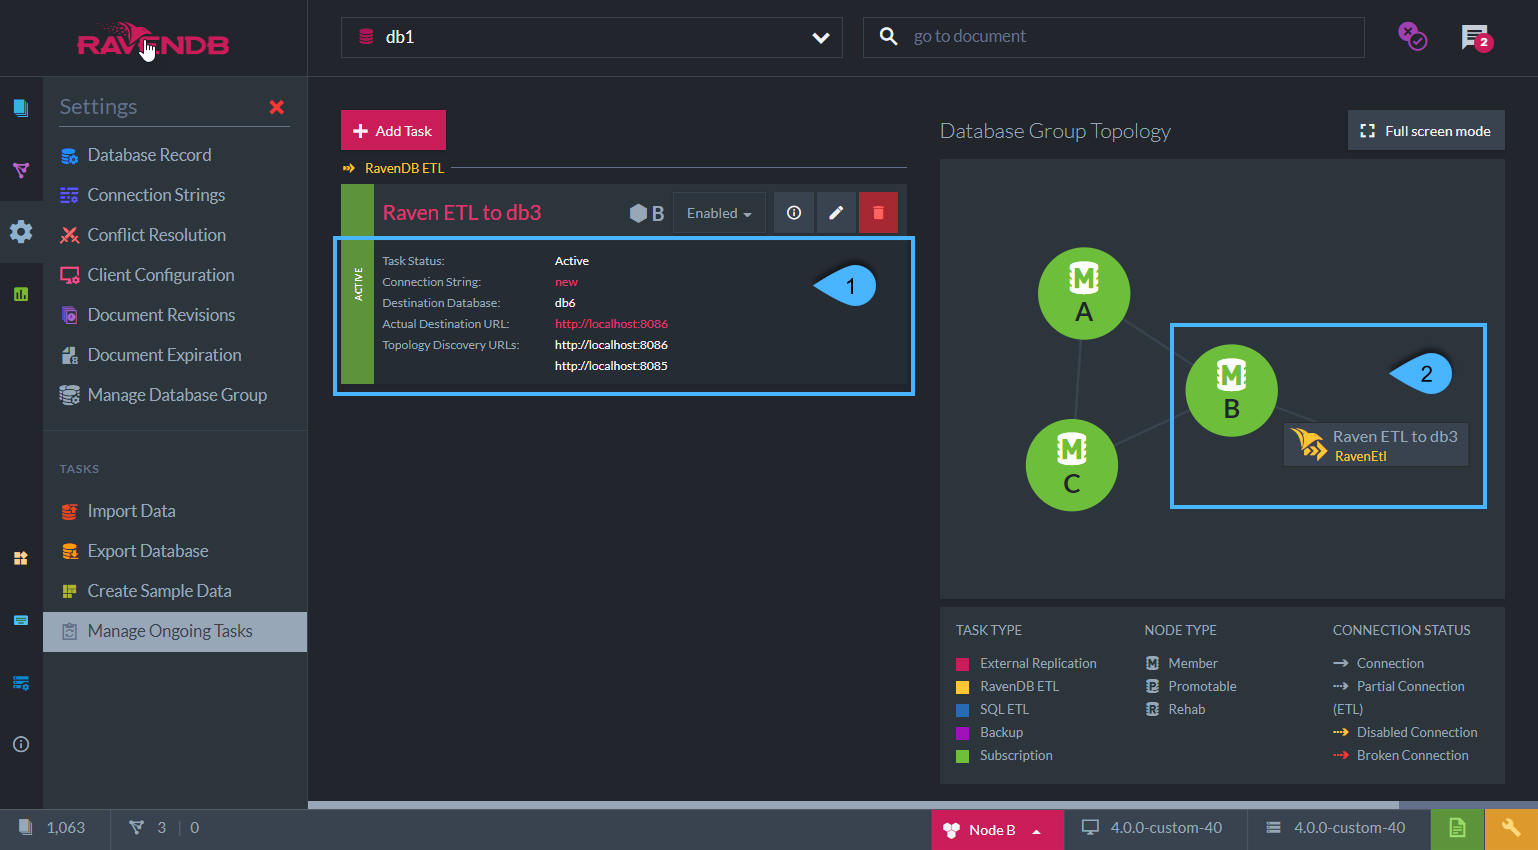 RAVENDB
db1
go to document
2
Settings
Database Record
Connection Strings
Conflict Resolution
Client Configuration
Document Revisions
Document Expiration
Manage Database Group
TASKS
Import Data
Export Database
Create Sample Data
Manage Ongoing Tasks
Add Task
RavenDB ETL
Raven ETL to db3
B
Enabled
ACTIVE
Task Status: Active
Connection String: new
Destination Database: db6
Actual Destination URL: http://localhost:8086
Topology Discovery URLs: http://localhost:8086
http://localhost:8085
1
Database Group Topology
Full screen mode
M
A
M
B
2
Raven ETL to db3
RavenEtl
M
C
TASK TYPE
External Replication
RavenDB ETL
SQL ETL
Backup
Subscription
NODE TYPE
M Member
P Promotable
R Rehab
CONNECTION STATUS
Connection
Partial Connection
(ETL)
Disabled Connection
Broken Connection
1,063
3 | 0
Node B
4.0.0-custom-40
4.0.0-custom-40